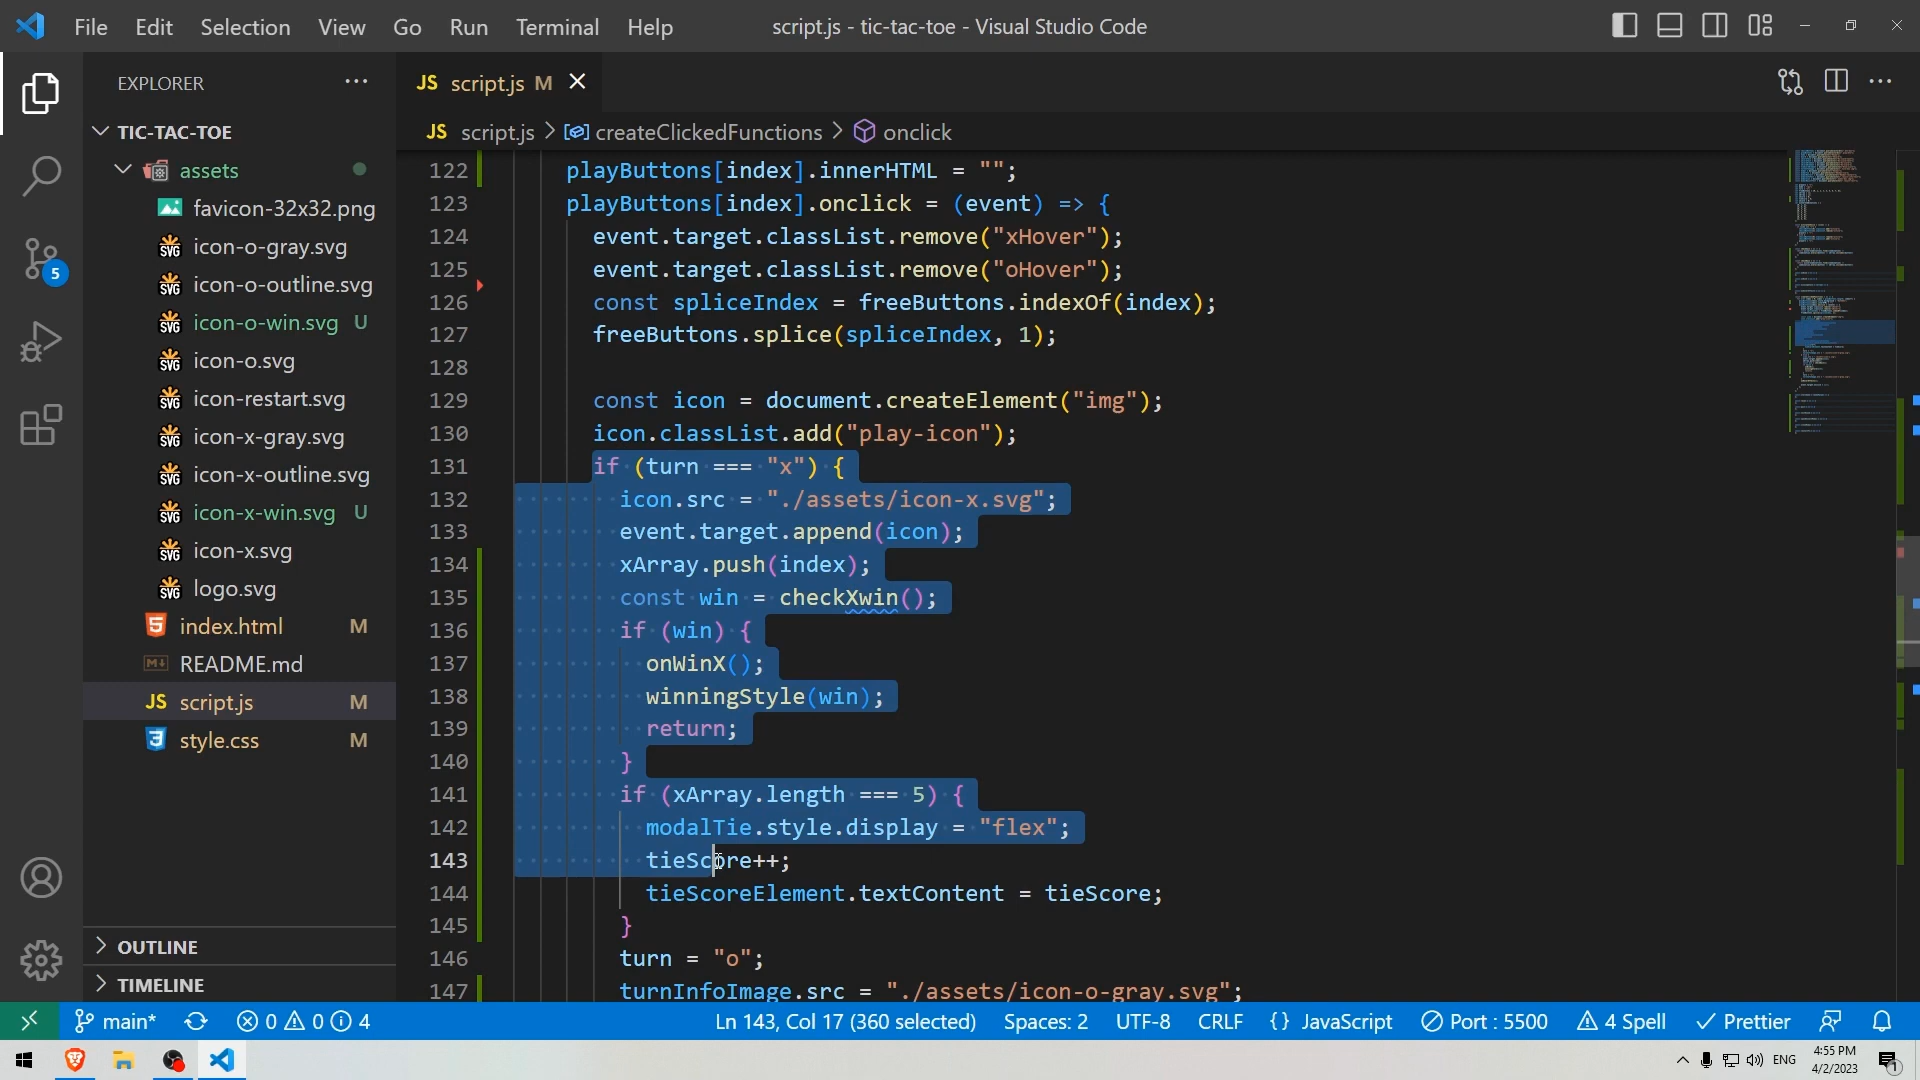 File Edit Selection View Go Run Terminal Help
script.js - tic-tac-toe - Visual Studio Code
EXPLORER
JS script.js M
TIC-TAC-TOE
JS script.js > createClickedFunctions > onclick
assets
favicon-32x32.png
icon-o-gray.svg
icon-o-outline.svg
icon-o-win.svg U
icon-o.svg
icon-restart.svg
icon-x-gray.svg
icon-x-outline.svg
icon-x-win.svg U
icon-x.svg
logo.svg
index.html M
README.md
JS script.js M
style.css M
OUTLINE
TIMELINE
5
122 playButtons[index].innerHTML = "";
123 playButtons[index].onclick = (event) => {
124 event.target.classList.remove("xHover");
125 event.target.classList.remove("oHover");
126 const spliceIndex = freeButtons.indexOf(index);
127 freeButtons.splice(spliceIndex, 1);
128
129 const icon = document.createElement("img");
130 icon.classList.add("play-icon");
131 if (turn === "x") {
132 icon.src = "./assets/icon-x.svg";
133 event.target.append(icon);
134 xArray.push(index);
135 const win = checkXwin();
136 if (win) {
137 onWinX();
138 winningStyle(win);
139 return;
140 }
141 if (xArray.length === 5) {
142 modalTie.style.display = "flex";
143 tieScore++;
144 tieScoreElement.textContent = tieScore;
145 }
146 turn = "o";
147 turnInfoImage.src = "./assets/icon-o-gray.svg";
main* 0 0 4
Ln 143, Col 17 (360 selected) Spaces: 2 UTF-8 CRLF {} JavaScript Port : 5500 4 Spell Prettier
ENG
4:55 PM
4/2/2023
1